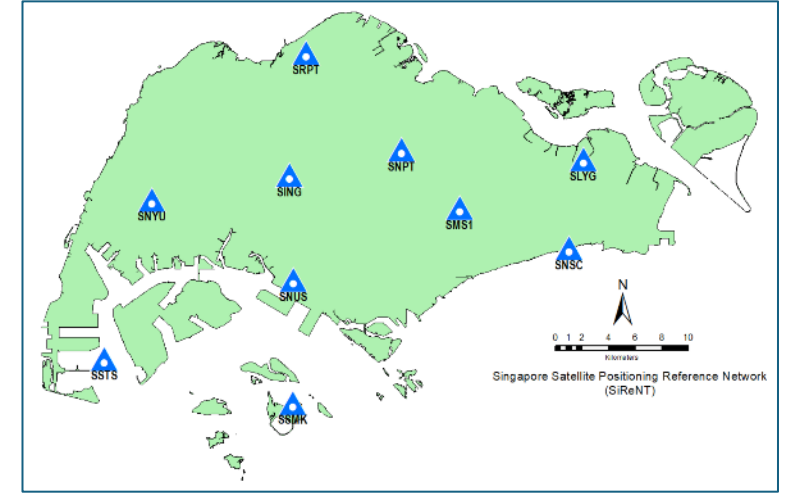 SRPT
SNPT
SLYG
SING
SNYU
SMS1
SNSC
SNUS
N
0 1 2 4 6 8 10
Kilometers
SSTS
Singapore Satellite Positioning Reference Network
(SiReNT)
SSMK